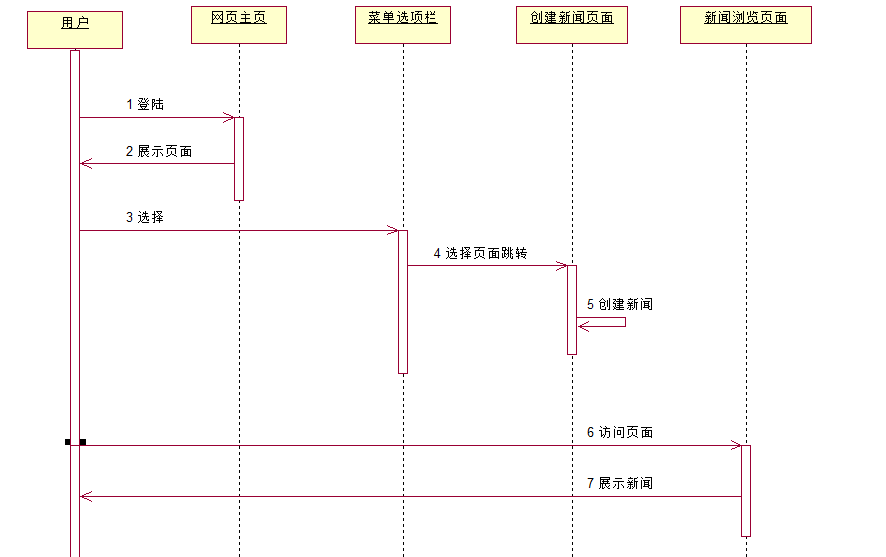 用户
网页主页
菜单选项栏
创建新闻页面
新闻浏览页面
1 登陆
2 展示页面
3 选择
4 选择页面跳转
5 创建新闻
6 访问页面
7 展示新闻